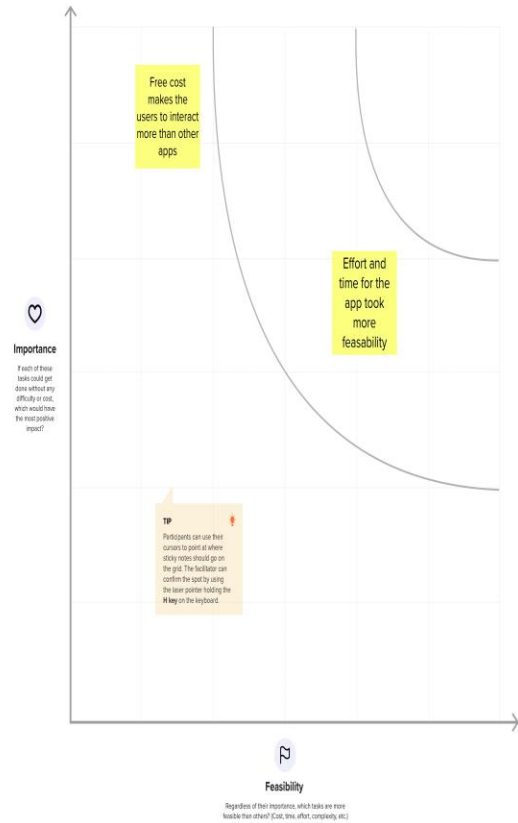 Free cost
makes the
users to interact
more than other
apps
Effort and
time for the
app took
more
feasability
Importance
If each of these
tasks could get
done without any
difficulty or cost,
which would have
the most positive
impact?
TIP
Participants can use their
cursors to point at where
sticky notes should go on
the grid. The facilitator can
confirm the spot by using
the laser pointer holding the
H key on the keyboard.
Feasibility
Regardless of their importance, which tasks are more
feasible than others? (Cost, time, effort, complexity, etc.)